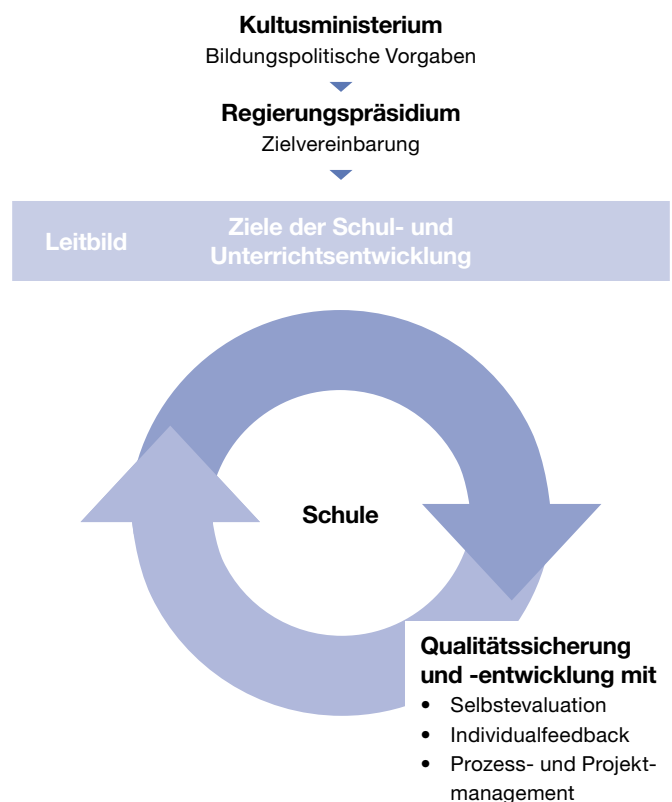 Kultusministerium
Bildungspolitische Vorgaben
Regierungspräsidium
Zielvereinbarung
Leitbild
Ziele der Schul- und
Unterrichtsentwicklung
Schule
Qualitätssicherung
und -entwicklung mit
• Selbstevaluation
• Individualfeedback
• Prozess- und Projekt-
management